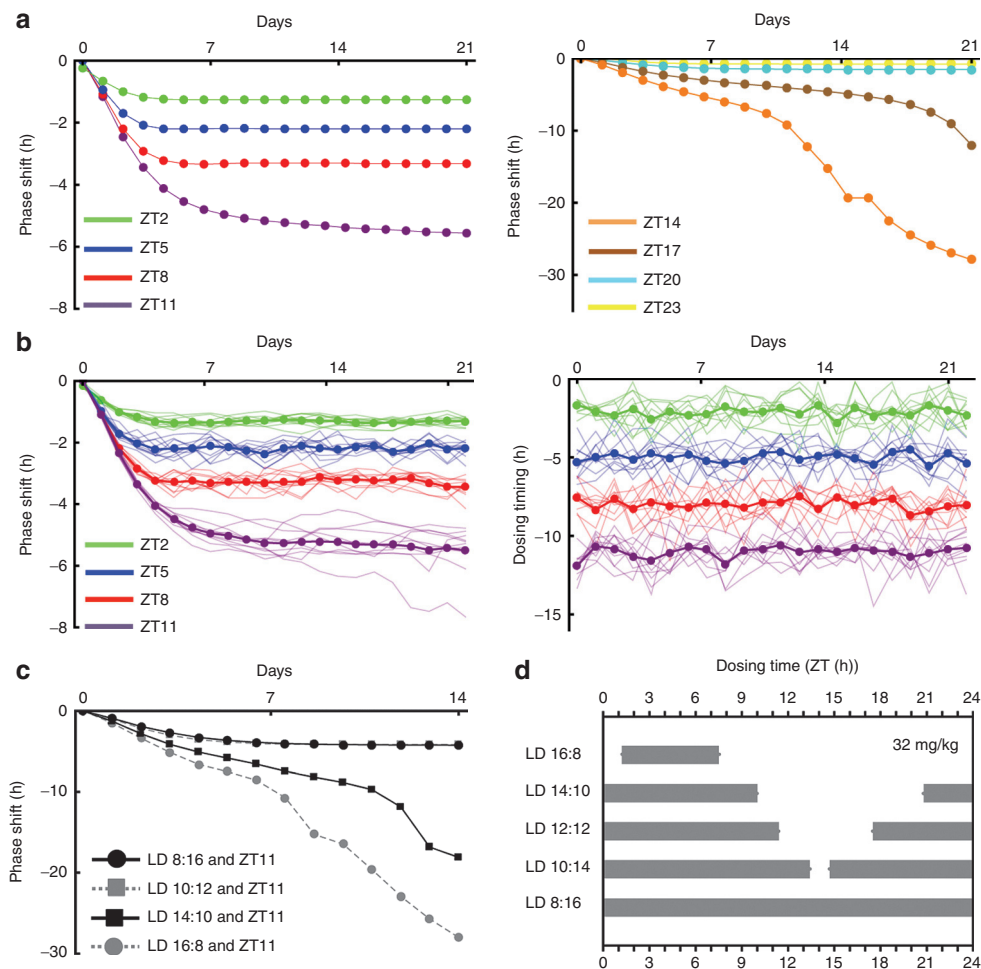 a
Days
0 7 14 21
0
−2
−4
−6
−8
Phase shift (h)
ZT2
ZT5
ZT8
ZT11
Days
0 7 14 21
0
−10
−20
−30
Phase shift (h)
ZT14
ZT17
ZT20
ZT23
b
Days
0 7 14 21
0
−2
−4
−6
−8
Phase shift (h)
ZT2
ZT5
ZT8
ZT11
Days
0 7 14 21
0
−5
−10
−15
Dosing timing (h)
c
Days
0 7 14
0
−10
−20
−30
Phase shift (h)
LD 8:16 and ZT11
LD 10:12 and ZT11
LD 14:10 and ZT11
LD 16:8 and ZT11
d
Dosing time (ZT (h))
0 3 6 9 12 15 18 21 24
32 mg/kg
LD 16:8
LD 14:10
LD 12:12
LD 10:14
LD 8:16
0 3 6 9 12 15 18 21 24